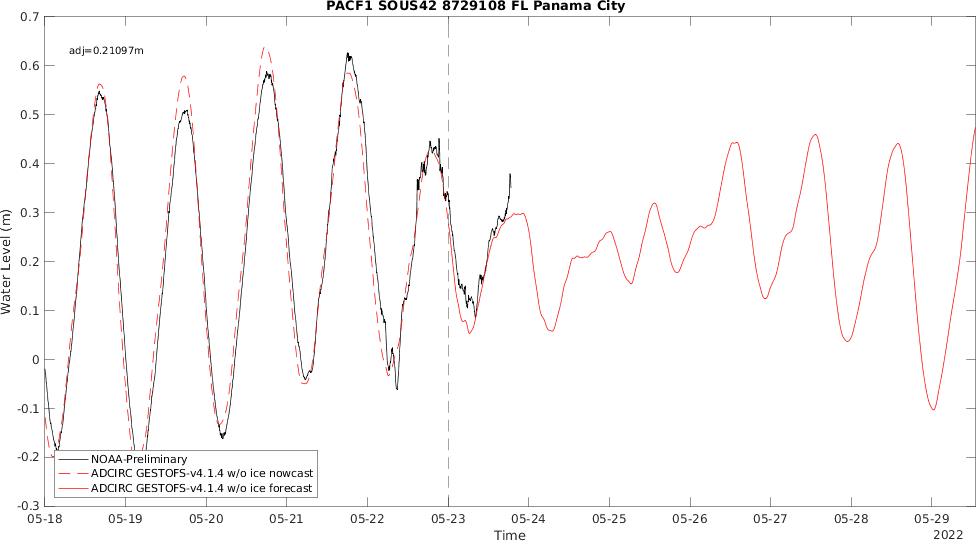 PACF1 SOUS42 8729108 FL Panama City
adj=0.21097m
Water Level (m)
0.7
0.6
0.5
0.4
0.3
0.2
0.1
0
-0.1
-0.2
-0.3
NOAA-Preliminary
ADCIRC GESTOFS-v4.1.4 w/o ice nowcast
ADCIRC GESTOFS-v4.1.4 w/o ice forecast
05-18 05-19 05-20 05-21 05-22 05-23 05-24 05-25 05-26 05-27 05-28 05-29
Time
2022